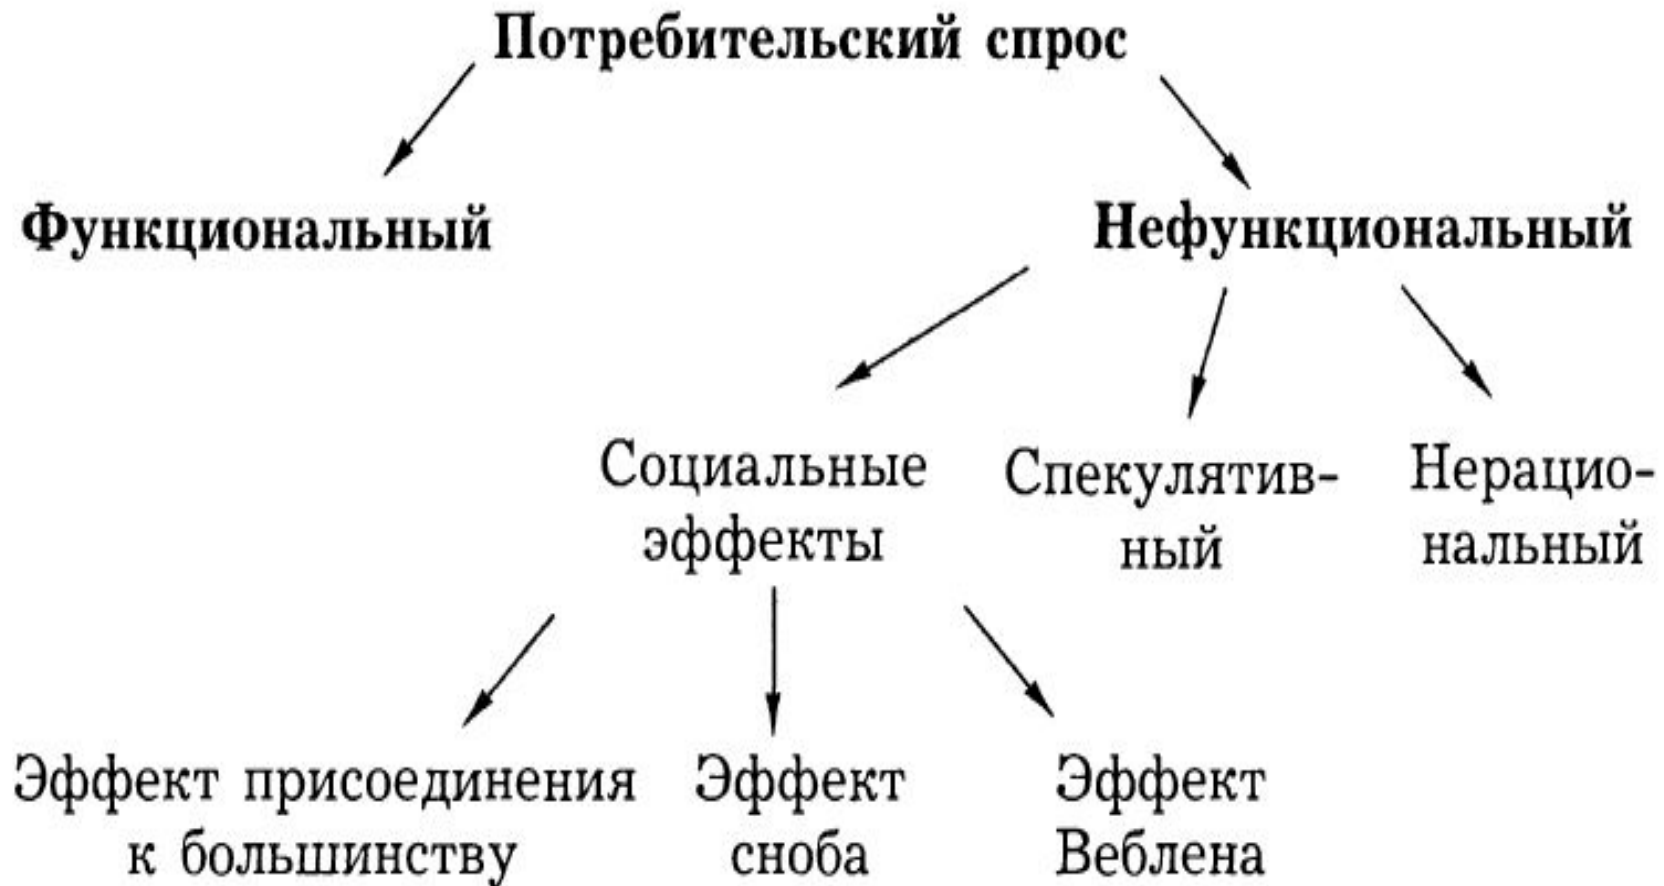 Потребительский спрос
Функциональный
Нефункциональный
Социальные
эффекты
Спекулятив-
ный
Нерацио-
нальный
Эффект присоединения
к большинству
Эффект
сноба
Эффект
Веблена